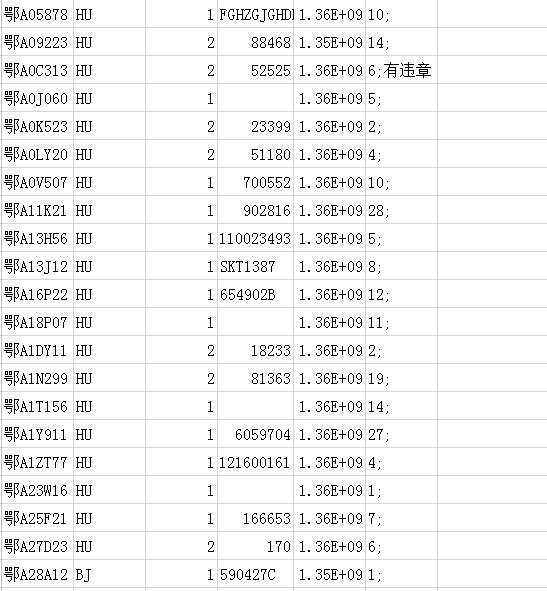 鄂A05878 HU 1 FGHZGJGHD 1.36E+09 10;
鄂A09223 HU 2 88468 1.35E+09 14;
鄂A0C313 HU 2 52525 1.36E+09 6;有违章
鄂A0J060 HU 1 1.36E+09 5;
鄂A0K523 HU 2 23399 1.36E+09 2;
鄂A0LY20 HU 2 51180 1.36E+09 4;
鄂A0V507 HU 1 700552 1.36E+09 10;
鄂A11K21 HU 1 902816 1.36E+09 28;
鄂A13H56 HU 1 110023493 1.36E+09 5;
鄂A13J12 HU 1 SKT1387 1.36E+09 8;
鄂A16P22 HU 1 654902B 1.36E+09 12;
鄂A18P07 HU 1 1.36E+09 11;
鄂A1DY11 HU 2 18233 1.36E+09 2;
鄂A1N299 HU 2 81363 1.36E+09 19;
鄂A1T156 HU 1 1.36E+09 14;
鄂A1Y911 HU 1 6059704 1.36E+09 27;
鄂A1ZT77 HU 1 121600161 1.36E+09 4;
鄂A23W16 HU 1 1.36E+09 1;
鄂A25F21 HU 1 166653 1.36E+09 7;
鄂A27D23 HU 2 170 1.36E+09 6;
鄂A28A12 BJ 1 590427C 1.35E+09 1;